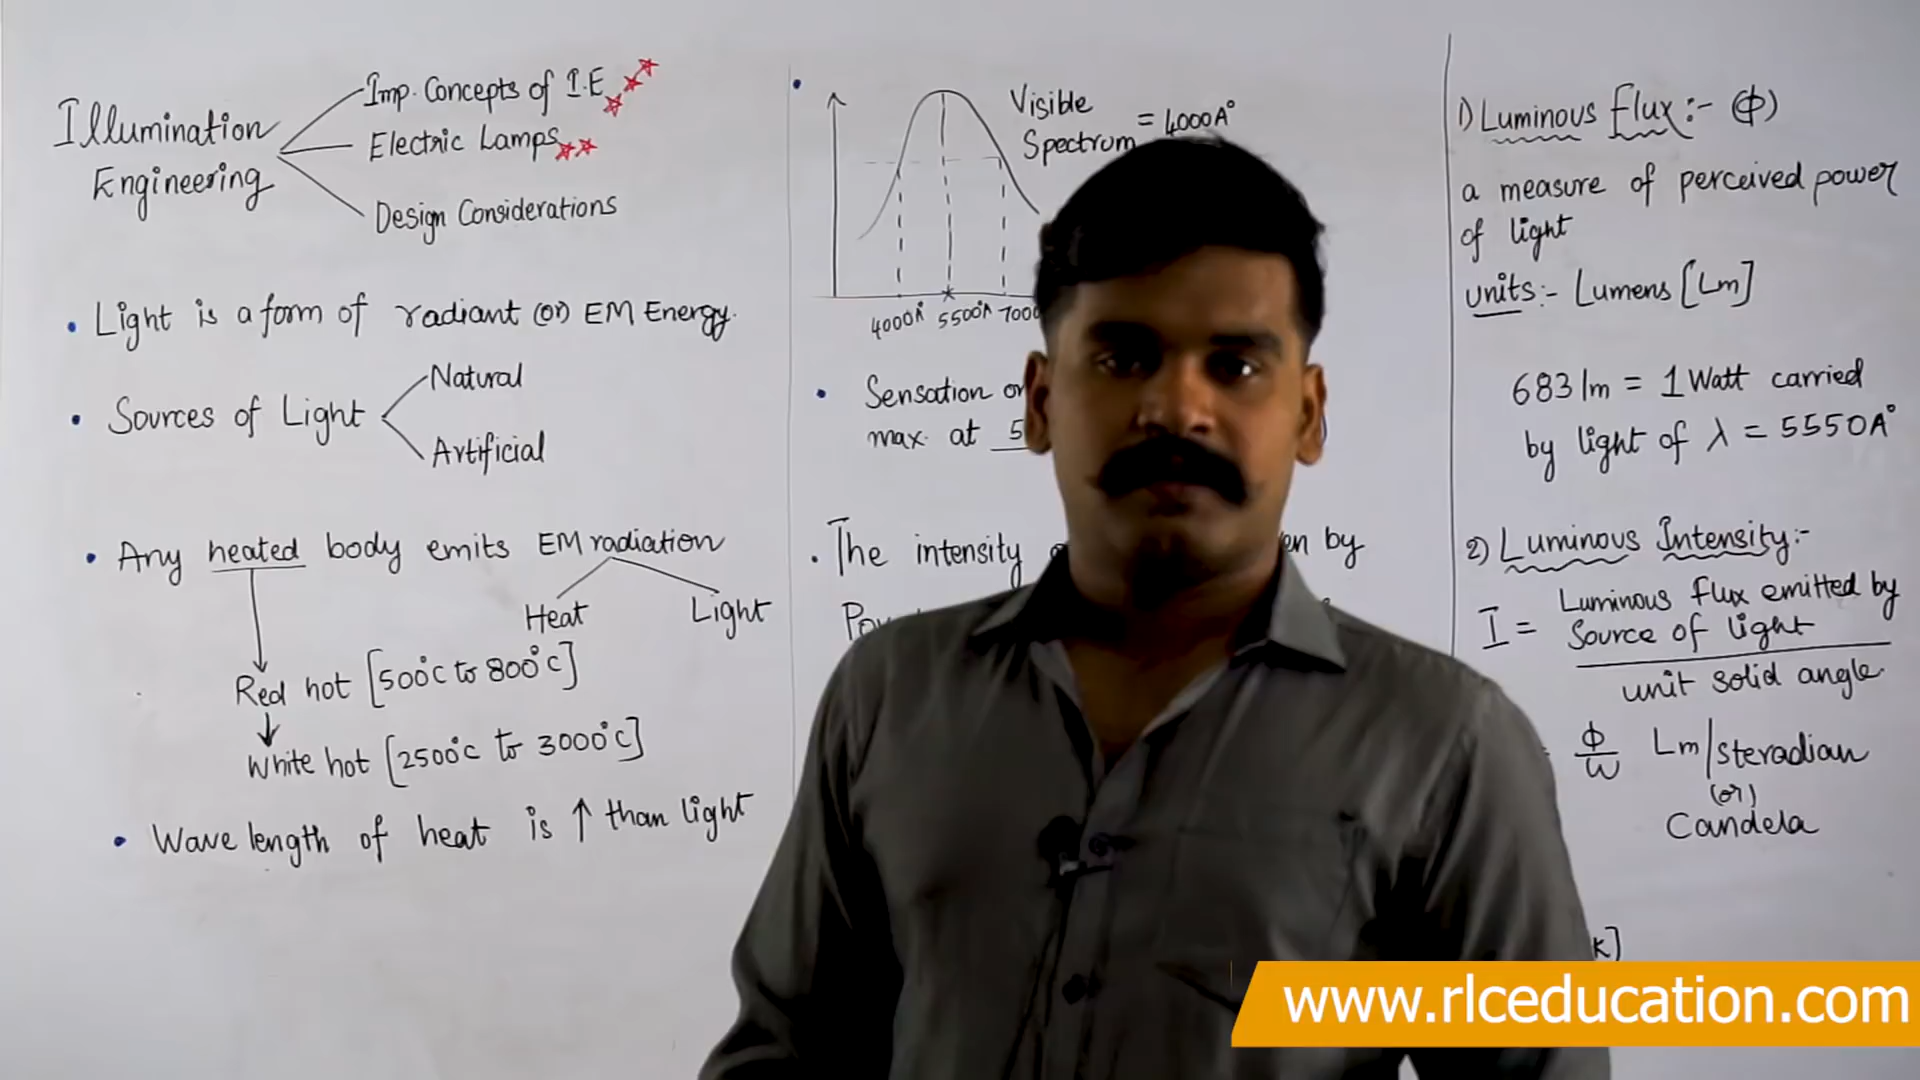 Illumination
Engineering
Imp. Concepts of I.E
Electric Lamps
Design Considerations
• Light is a form of radiant (or) EM Energy.
• Sources of Light
Natural
Artificial
• Any heated body emits EM radiation
Heat
Light
Red hot [500°C to 800°C]
White hot [2500°C to 3000°C]
• Wave length of heat is ↑ than light
Visible
Spectrum = 4000A°
4000A° 5500A° 7000
• Sensation
max. at 5
• The intensity
by
1) Luminous Flux :- (ϕ)
a measure of perceived power
of light
units:- Lumens [Lm]
683 lm = 1 Watt carried
by light of λ = 5550A°
2) Luminous Intensity:-
I = Luminous flux emitted by
Source of light
unit solid angle.
= ϕ/ω Lm/steradian
(or)
Candela
K]
www.rlceducation.com